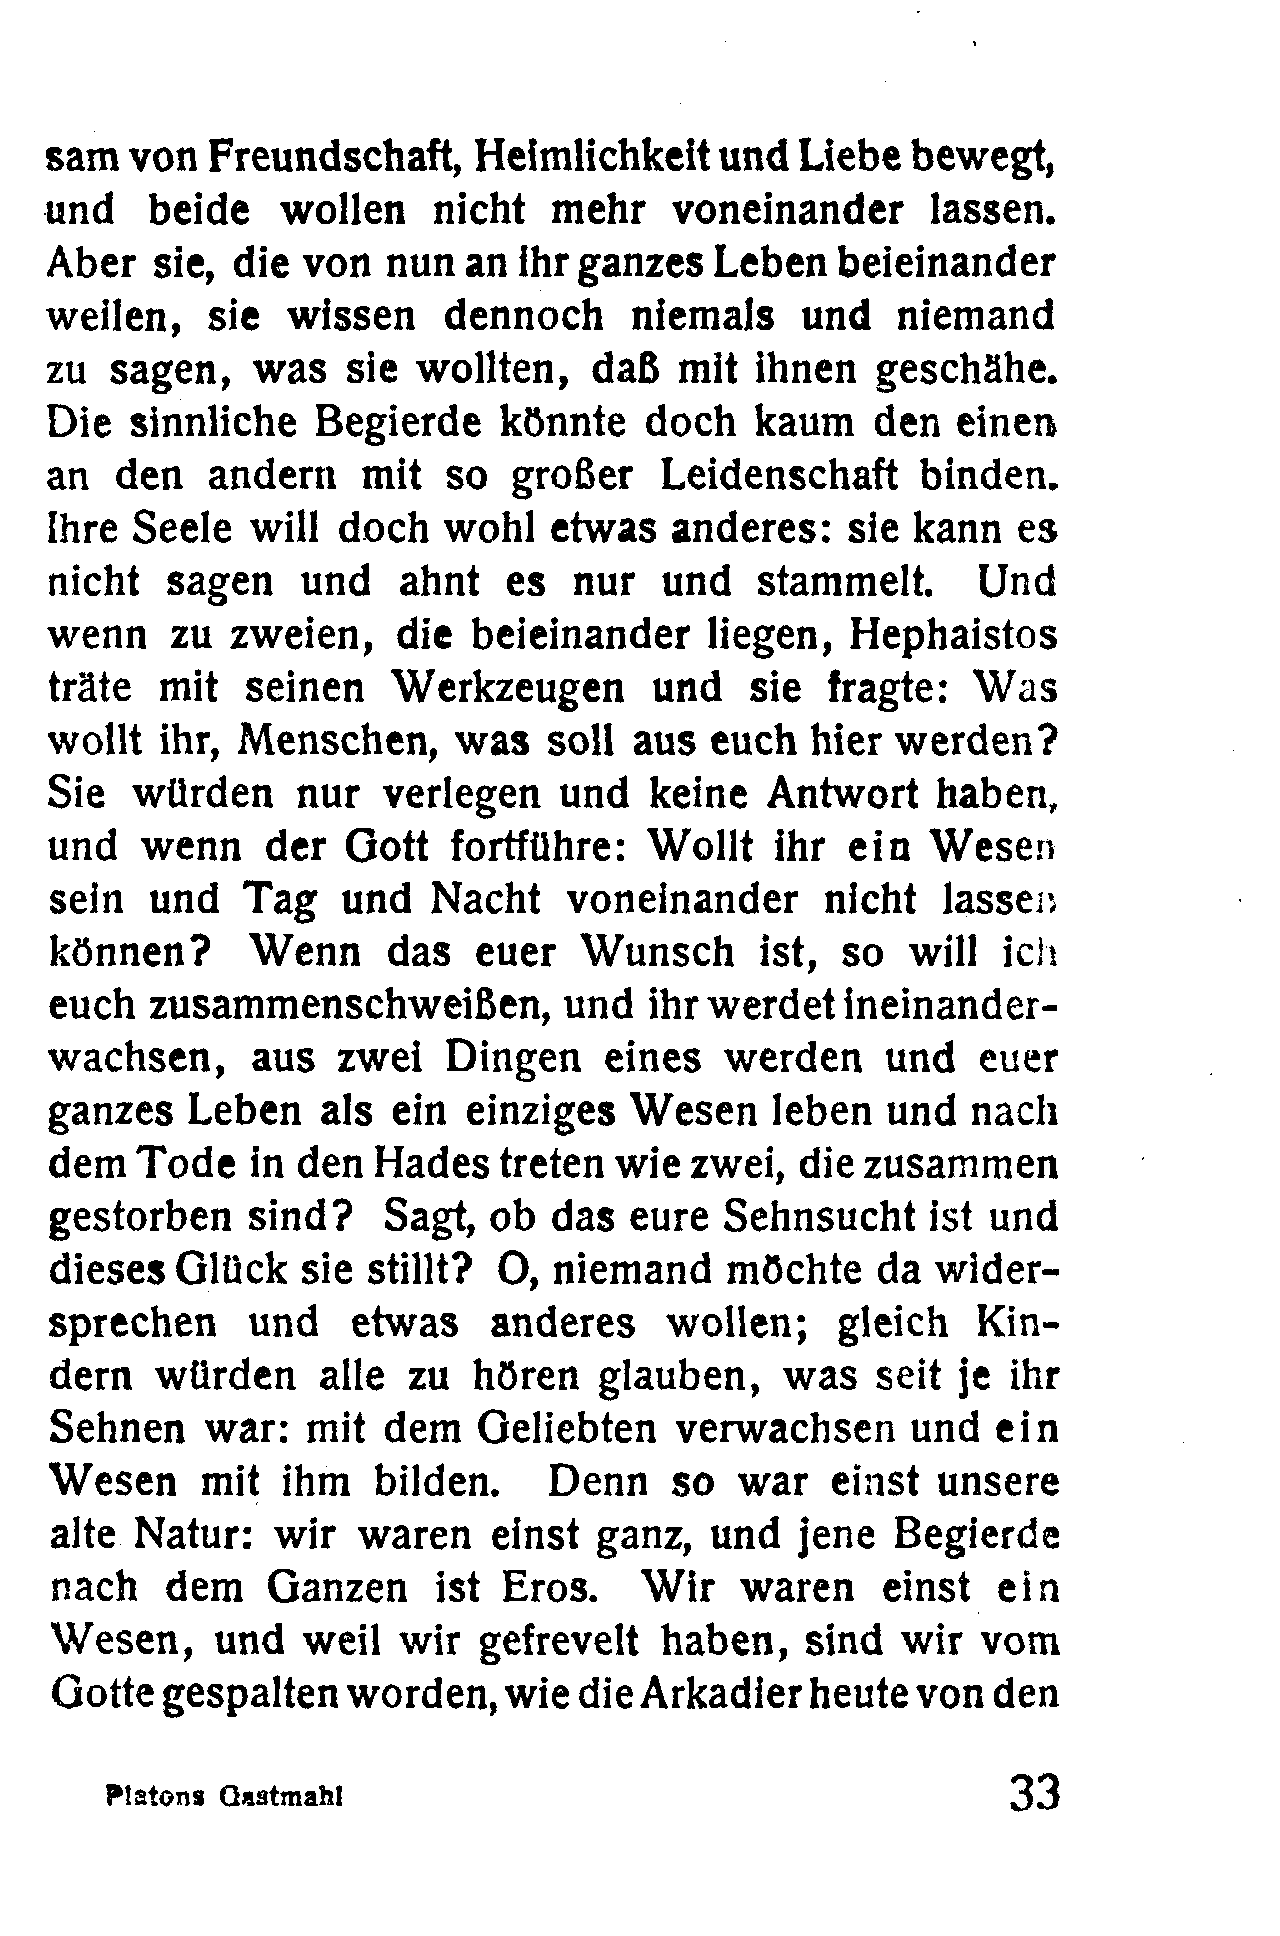 sam von Freundschaft, Heimlichkeit und Liebe bewegt,
und beide wollen nicht mehr voneinander lassen.
Aber sie, die von nun an ihr ganzes Leben beieinander
weilen, sie wissen dennoch niemals und niemand
zu sagen, was sie wollten, daß mit ihnen geschähe.
Die sinnliche Begierde könnte doch kaum den einen
an den andern mit so großer Leidenschaft binden.
Ihre Seele will doch wohl etwas anderes: sie kann es
nicht sagen und ahnt es nur und stammelt. Und
wenn zu zweien, die beieinander liegen, Hephaistos
träte mit seinen Werkzeugen und sie fragte: Was
wollt ihr, Menschen, was soll aus euch hier werden?
Sie würden nur verlegen und keine Antwort haben,
und wenn der Gott fortführe: Wollt ihr ein Wesen
sein und Tag und Nacht voneinander nicht lassen
können? Wenn das euer Wunsch ist, so will ich
euch zusammenschweißen, und ihr werdet ineinander-
wachsen, aus zwei Dingen eines werden und euer
ganzes Leben als ein einziges Wesen leben und nach
dem Tode in den Hades treten wie zwei, die zusammen
gestorben sind? Sagt, ob das eure Sehnsucht ist und
dieses Glück sie stillt? O, niemand möchte da wider-
sprechen und etwas anderes wollen; gleich Kin-
dern würden alle zu hören glauben, was seit je ihr
Sehnen war: mit dem Geliebten verwachsen und ein
Wesen mit ihm bilden. Denn so war einst unsere
alte Natur: wir waren einst ganz, und jene Begierde
nach dem Ganzen ist Eros. Wir waren einst ein
Wesen, und weil wir gefrevelt haben, sind wir vom
Gotte gespalten worden, wie die Arkadier heute von den
Platons Gastmahl 33